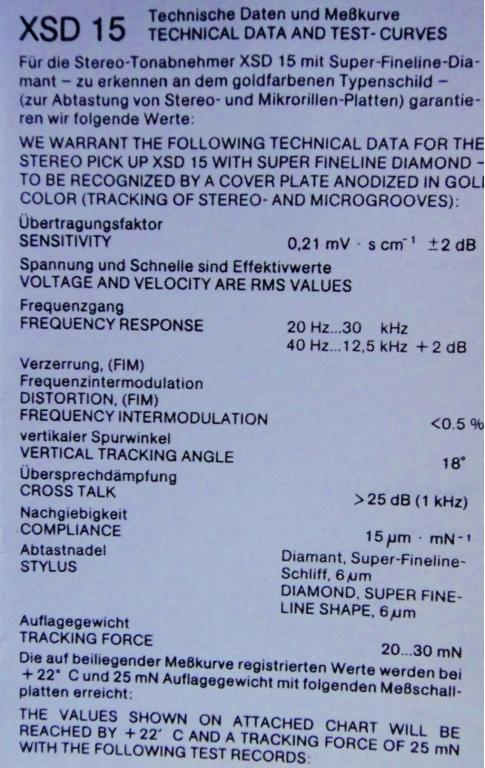 XSD 15 Technische Daten und Meßkurve
TECHNICAL DATA AND TEST- CURVES
Für die Stereo-Tonabnehmer XSD 15 mit Super-Fineline-Dia-
mant – zu erkennen an dem goldfarbenen Typenschild –
(zur Abtastung von Stereo- und Mikrorillen-Platten) garantie-
ren wir folgende Werte:
WE WARRANT THE FOLLOWING TECHNICAL DATA FOR THE
STEREO PICK UP XSD 15 WITH SUPER FINELINE DIAMOND –
TO BE RECOGNIZED BY A COVER PLATE ANODIZED IN GOLD
COLOR (TRACKING OF STEREO- AND MICROGROOVES):
Übertragungsfaktor
SENSITIVITY 0,21 mV · s cm⁻¹ ±2 dB
Spannung und Schnelle sind Effektivwerte
VOLTAGE AND VELOCITY ARE RMS VALUES
Frequenzgang
FREQUENCY RESPONSE 20 Hz...30 kHz
40 Hz...12,5 kHz +2 dB
Verzerrung, (FIM)
Frequenzintermodulation
DISTORTION, (FIM)
FREQUENCY INTERMODULATION <0.5 %
vertikaler Spurwinkel
VERTICAL TRACKING ANGLE 18°
Übersprechdämpfung
CROSS TALK >25 dB (1 kHz)
Nachgiebigkeit
COMPLIANCE 15 µm · mN⁻¹
Abtastnadel Diamant, Super-Fineline-
STYLUS Schliff, 6 µm
DIAMOND, SUPER FINE-
LINE SHAPE, 6 µm
Auflagegewicht
TRACKING FORCE 20...30 mN
Die auf beiliegender Meßkurve registrierten Werte werden bei
+ 22° C und 25 mN Auflagegewicht mit folgenden Meßschall-
platten erreicht:
THE VALUES SHOWN ON ATTACHED CHART WILL BE
REACHED BY + 22° C AND A TRACKING FORCE OF 25 mN
WITH THE FOLLOWING TEST RECORDS: